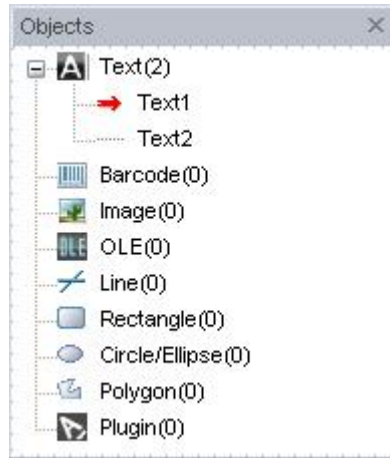 Objects
Text(2)
Text1
Text2
Barcode(0)
Image(0)
OLE
OLE(0)
Line(0)
Rectangle(0)
Circle/Ellipse(0)
Polygon(0)
Plugin(0)